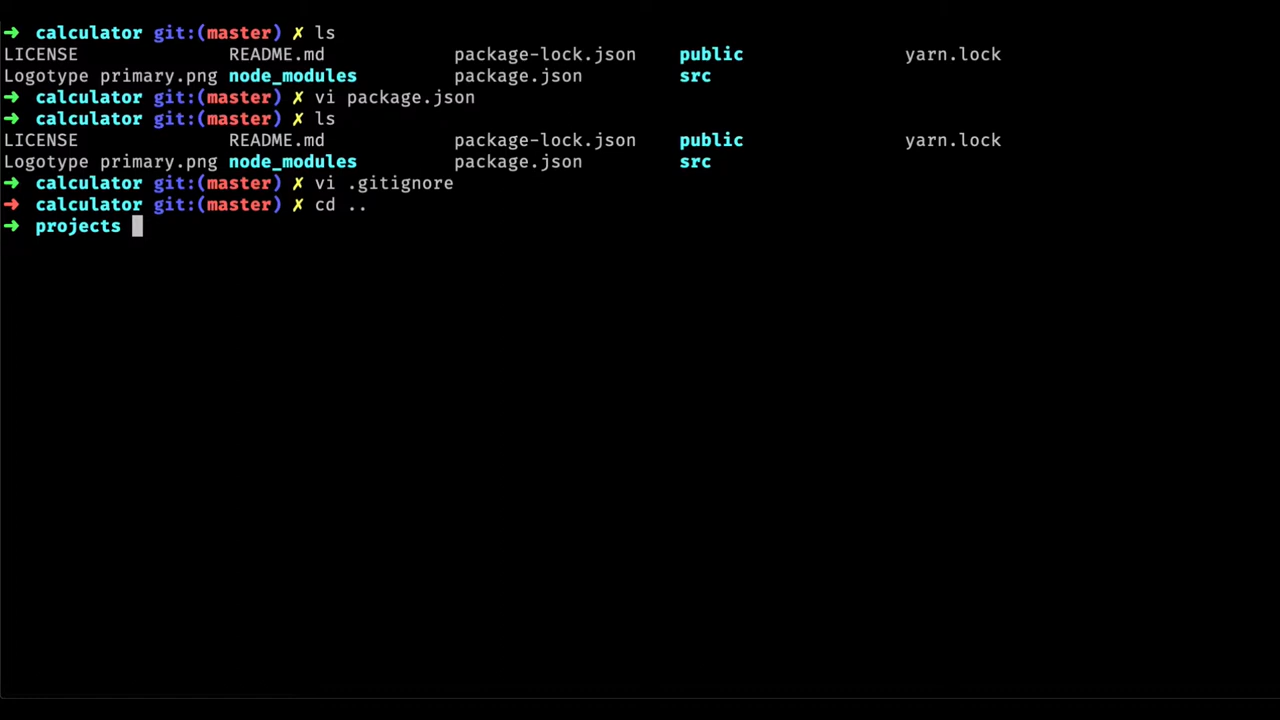 ➜ calculator git:(master) ✗ ls
LICENSE README.md package-lock.json public yarn.lock
Logotype primary.png node_modules package.json src
➜ calculator git:(master) ✗ vi package.json
➜ calculator git:(master) ✗ ls
LICENSE README.md package-lock.json public yarn.lock
Logotype primary.png node_modules package.json src
➜ calculator git:(master) ✗ vi .gitignore
➜ calculator git:(master) ✗ cd ..
➜ projects